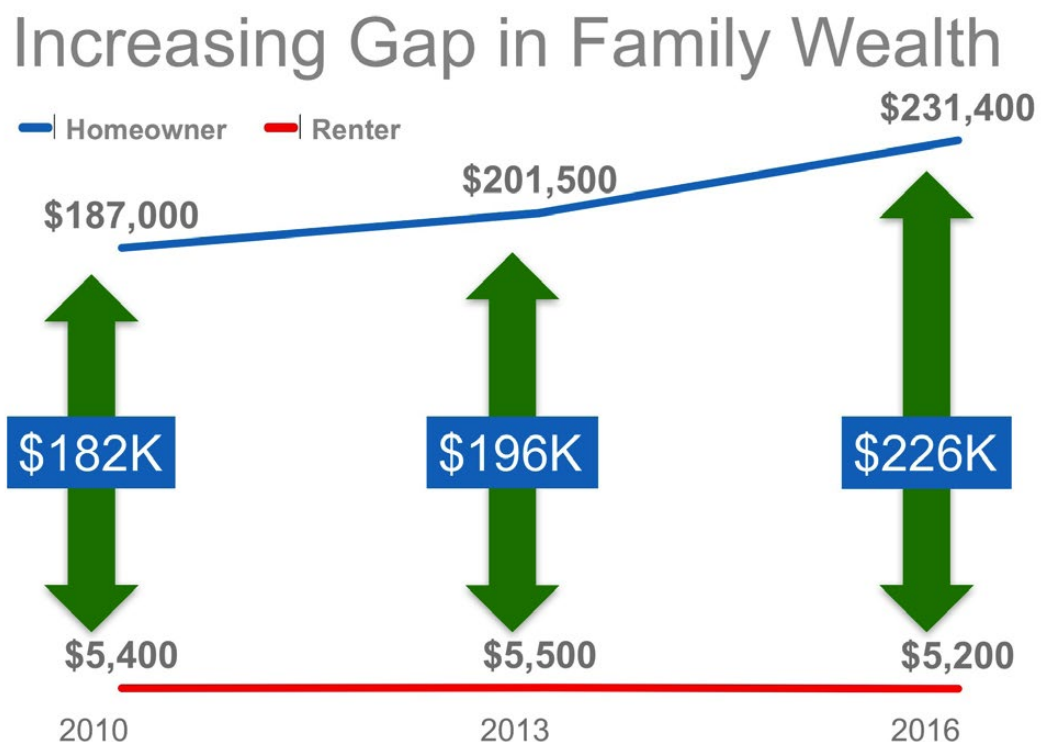 Increasing Gap in Family Wealth
Homeowner Renter
$231,400
$201,500
$187,000
$182K $196K $226K
$5,400 $5,500 $5,200
2010 2013 2016